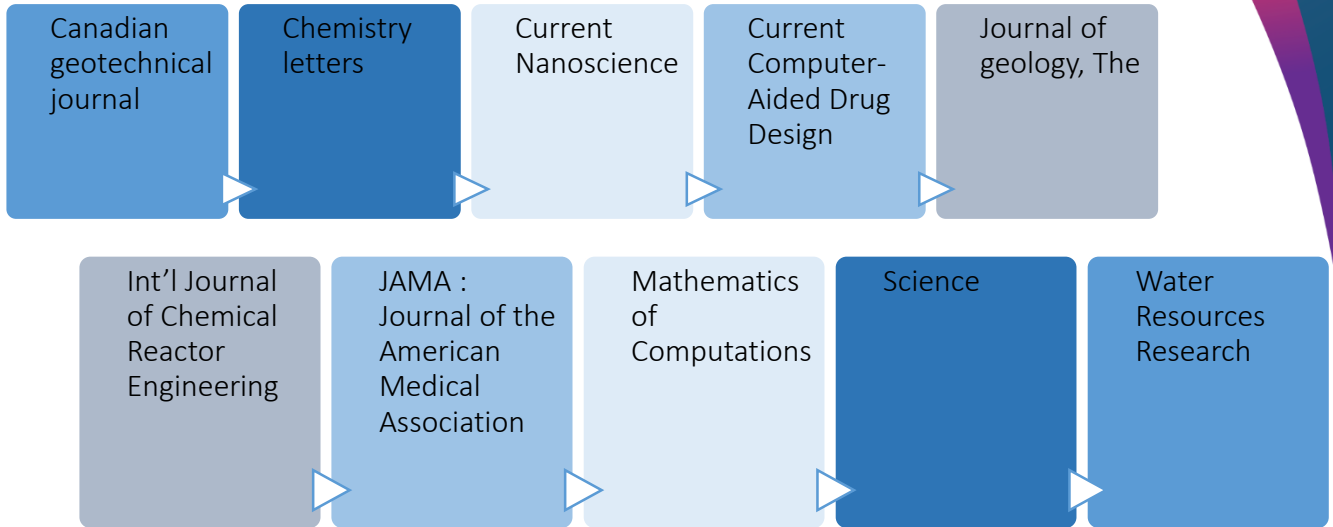 Canadian
geotechnical
journal
Chemistry
letters
Current
Nanoscience
Current
Computer-
Aided Drug
Design
Journal of
geology, The
Int’l Journal
of Chemical
Reactor
Engineering
JAMA :
Journal of the
American
Medical
Association
Mathematics
of
Computations
Science
Water
Resources
Research